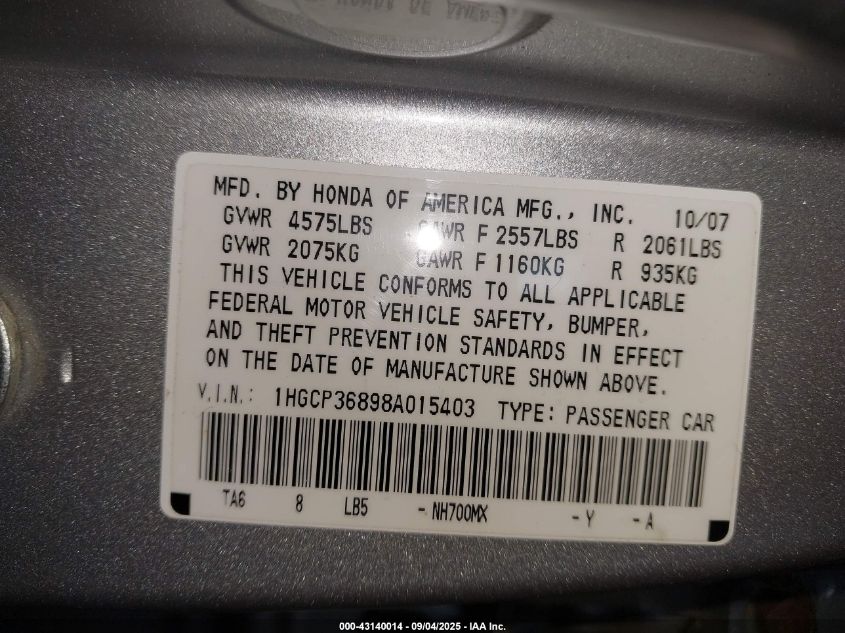 MFD. BY HONDA OF AMERICA MFG., INC. 10/07
GVWR 4575LBS GAWR F 2557LBS R 2061LBS
GVWR 2075KG GAWR F 1160KG R 935KG
THIS VEHICLE CONFORMS TO ALL APPLICABLE
FEDERAL MOTOR VEHICLE SAFETY, BUMPER,
AND THEFT PREVENTION STANDARDS IN EFFECT
ON THE DATE OF MANUFACTURE SHOWN ABOVE.
V.I.N.: 1HGCP36898A015403 TYPE: PASSENGER CAR
TA6 8 LB5 - NH700MX - Y - A
000-43140014 - 09/04/2025 - IAA Inc.